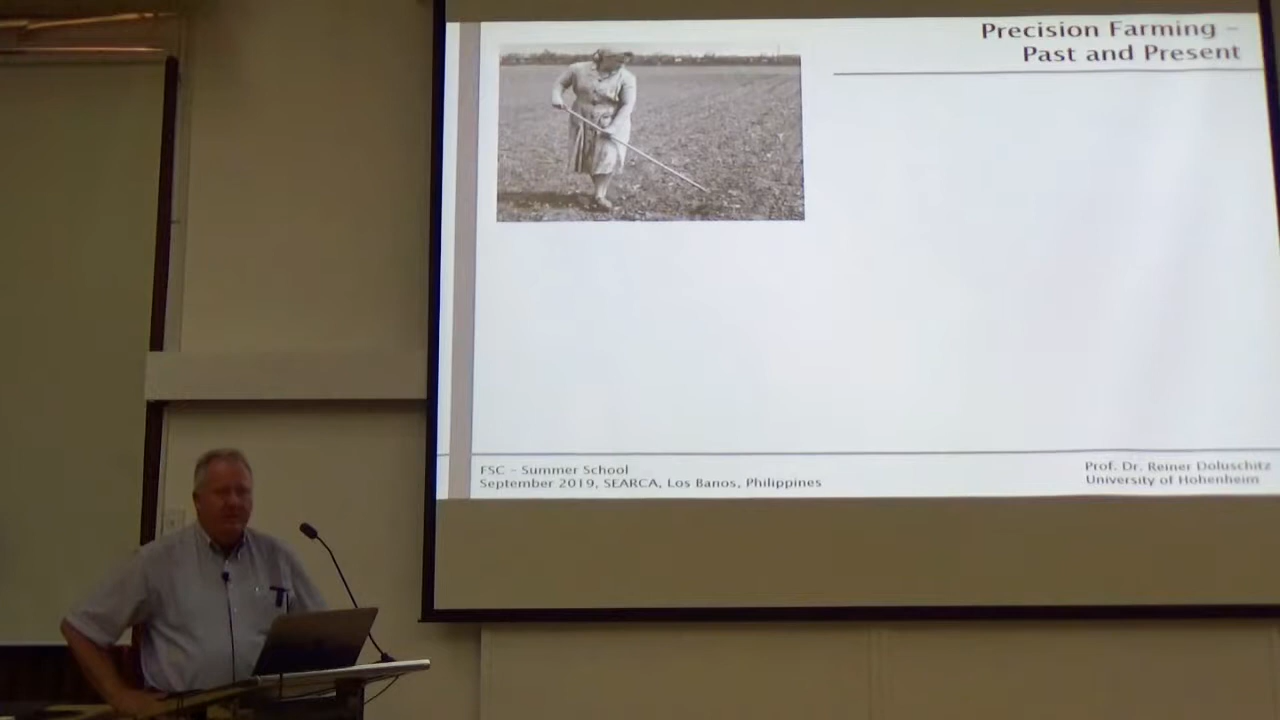 Precision Farming –
Past and Present
FSC – Summer School
September 2019, SEARCA, Los Banos, Philippines
Prof. Dr. Reiner Doluschitz
University of Hohenheim